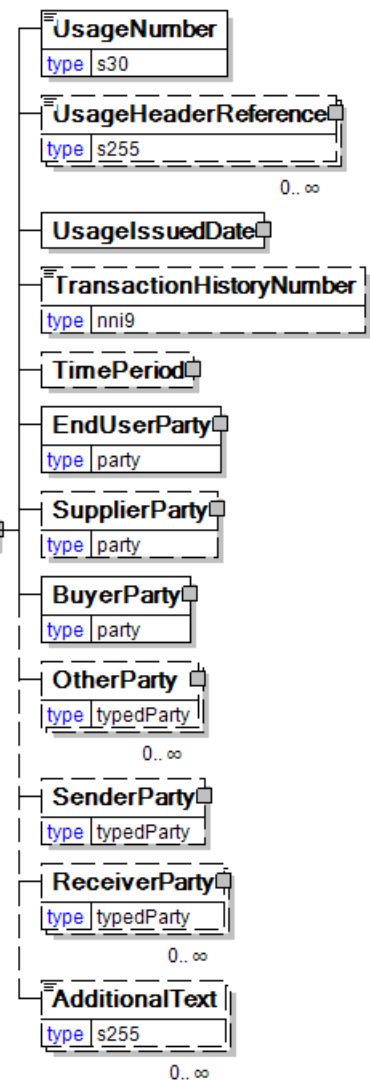 UsageNumber
type s30
UsageHeaderReference
type s255
0.. ∞
UsageIssuedDate
TransactionHistoryNumber
type nni9
TimePeriod
EndUserParty
type party
SupplierParty
type party
BuyerParty
type party
OtherParty
type typedParty
0.. ∞
SenderParty
type typedParty
ReceiverParty
type typedParty
0.. ∞
AdditionalText
type s255
0.. ∞